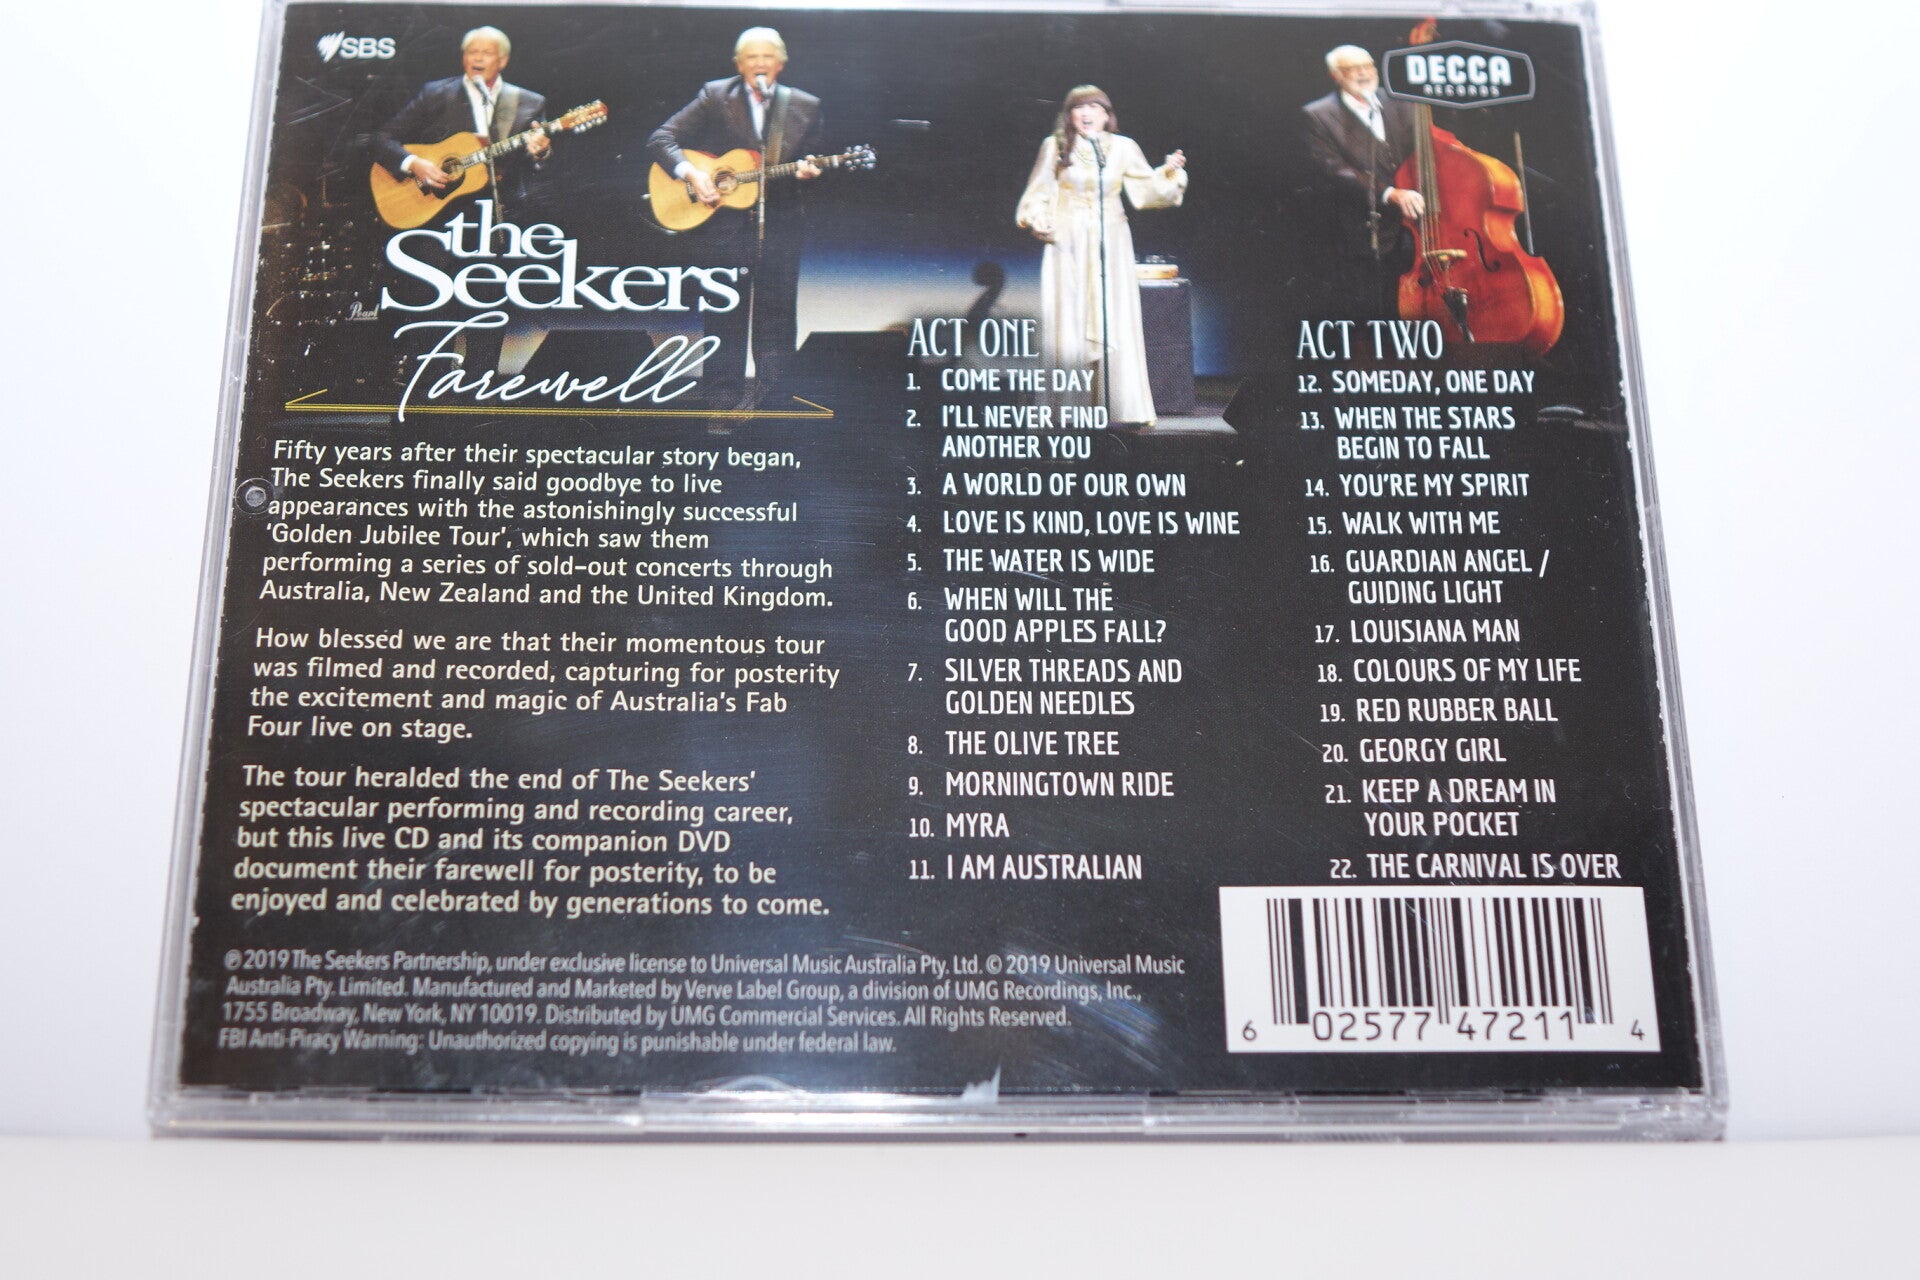 SBS
DECCA
RECORDS
the
Seekers®
Pearl
Farewell
Fifty years after their spectacular story began,
The Seekers finally said goodbye to live
appearances with the astonishingly successful
‘Golden Jubilee Tour’, which saw them
performing a series of sold-out concerts through
Australia, New Zealand and the United Kingdom.
How blessed we are that their momentous tour
was filmed and recorded, capturing for posterity
the excitement and magic of Australia's Fab
Four live on stage.
The tour heralded the end of The Seekers'
spectacular performing and recording career,
but this live CD and its companion DVD
document their farewell for posterity, to be
enjoyed and celebrated by generations to come.
ACT ONE
1. COME THE DAY
2. I'LL NEVER FIND
ANOTHER YOU
3. A WORLD OF OUR OWN
4. LOVE IS KIND, LOVE IS WINE
5. THE WATER IS WIDE
6. WHEN WILL THE
GOOD APPLES FALL?
7. SILVER THREADS AND
GOLDEN NEEDLES
8. THE OLIVE TREE
9. MORNINGTOWN RIDE
10. MYRA
11. I AM AUSTRALIAN
ACT TWO
12. SOMEDAY, ONE DAY
13. WHEN THE STARS
BEGIN TO FALL
14. YOU'RE MY SPIRIT
15. WALK WITH ME
16. GUARDIAN ANGEL /
GUIDING LIGHT
17. LOUISIANA MAN
18. COLOURS OF MY LIFE
19. RED RUBBER BALL
20. GEORGY GIRL
21. KEEP A DREAM IN
YOUR POCKET
22. THE CARNIVAL IS OVER
℗ 2019 The Seekers Partnership, under exclusive license to Universal Music Australia Pty. Ltd. © 2019 Universal Music
Australia Pty. Limited. Manufactured and Marketed by Verve Label Group, a division of UMG Recordings, Inc.,
1755 Broadway, New York, NY 10019. Distributed by UMG Commercial Services. All Rights Reserved.
FBI Anti-Piracy Warning: Unauthorized copying is punishable under federal law.
6 02577 47211 4